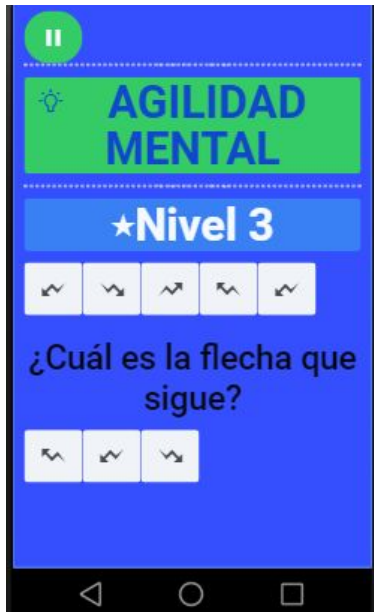 AGILIDAD
MENTAL
★Nivel 3
¿Cuál es la flecha que
sigue?